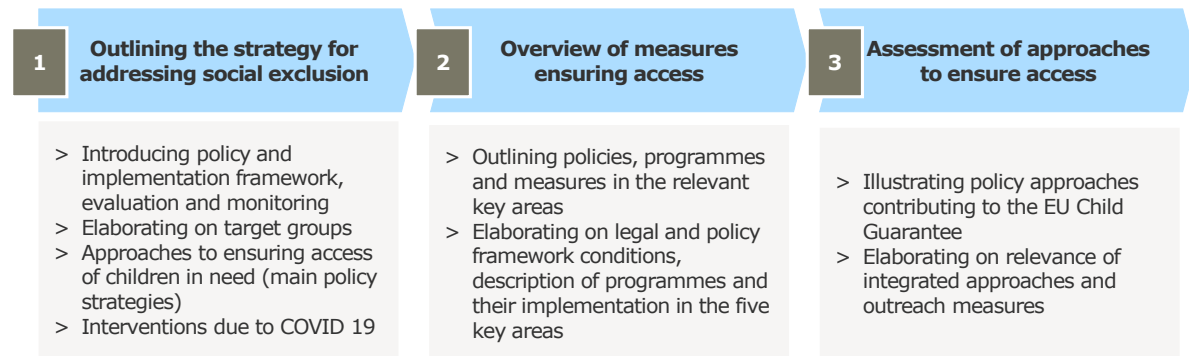 1
Outlining the strategy for
addressing social exclusion
> Introducing policy and
implementation framework,
evaluation and monitoring
> Elaborating on target groups
> Approaches to ensuring access
of children in need (main policy
strategies)
> Interventions due to COVID 19
2
Overview of measures
ensuring access
> Outlining policies, programmes
and measures in the relevant
key areas
> Elaborating on legal and policy
framework conditions,
description of programmes and
their implementation in the five
key areas
3
Assessment of approaches
to ensure access
> Illustrating policy approaches
contributing to the EU Child
Guarantee
> Elaborating on relevance of
integrated approaches and
outreach measures